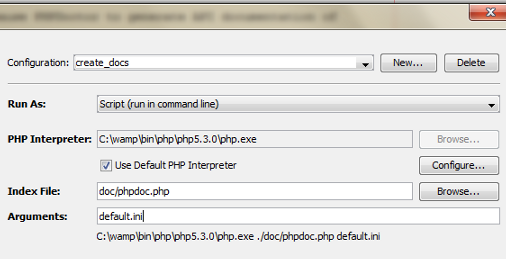 Configuration: create_docs New... Delete
Run As: Script (run in command line)
PHP Interpreter: C:\wamp\bin\php\php5.3.0\php.exe Browse...
Use Default PHP Interpreter Configure...
Index File: doc/phpdoc.php Browse...
Arguments: default.ini
C:\wamp\bin\php\php5.3.0\php.exe ./doc/phpdoc.php default.ini